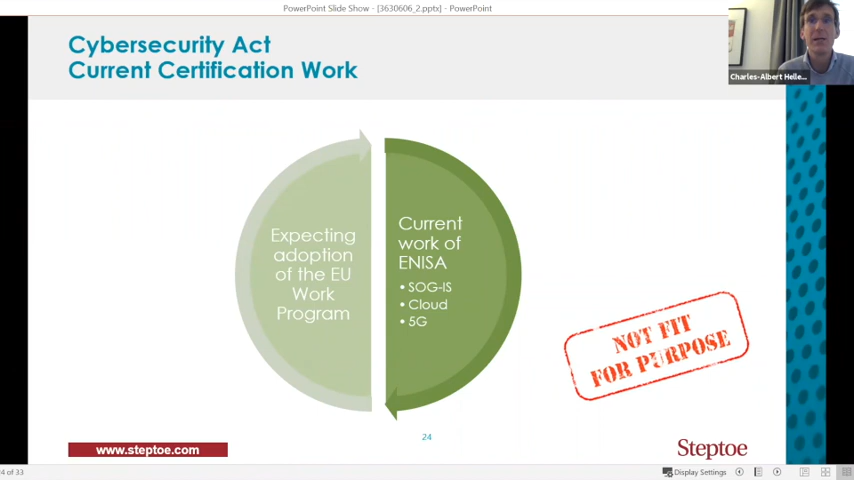 PowerPoint Slide Show - [3630606_2.pptx] - PowerPoint
Cybersecurity Act
Current Certification Work
Charles-Albert Helle...
Expecting
adoption
of the EU
Work
Program
Current
work of
ENISA
• SOG-IS
• Cloud
• 5G
NOT FIT
FOR PURPOSE
24
www.steptoe.com
Steptoe
4 of 33
Display Settings